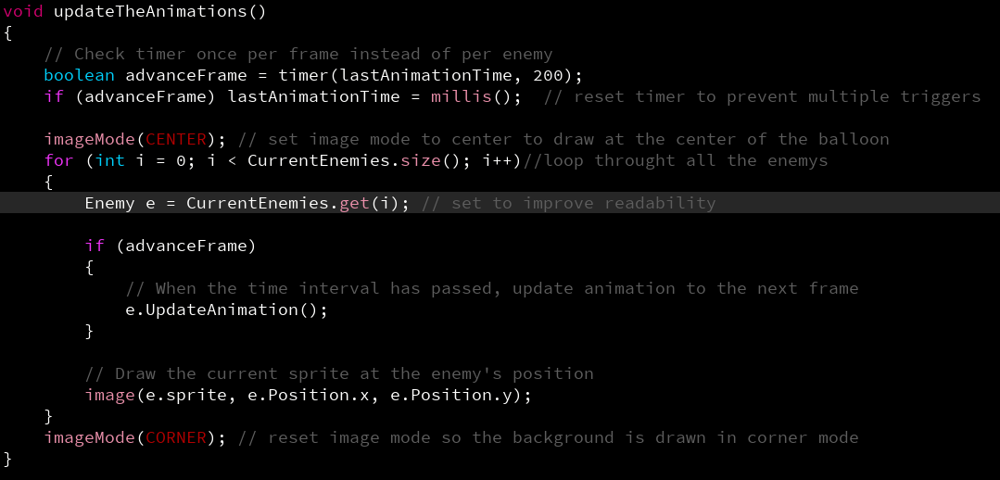 void updateTheAnimations()
{
    // Check timer once per frame instead of per enemy
    boolean advanceFrame = timer(lastAnimationTime, 200);
    if (advanceFrame) lastAnimationTime = millis();  // reset timer to prevent multiple triggers

    imageMode(CENTER); // set image mode to center to draw at the center of the balloon
    for (int i = 0; i < CurrentEnemies.size(); i++)//loop throught all the enemys
    {
        Enemy e = CurrentEnemies.get(i); // set to improve readability

        if (advanceFrame)
        {
            // When the time interval has passed, update animation to the next frame
            e.UpdateAnimation();
        }

        // Draw the current sprite at the enemy's position
        image(e.sprite, e.Position.x, e.Position.y);
    }
    imageMode(CORNER); // reset image mode so the background is drawn in corner mode
}